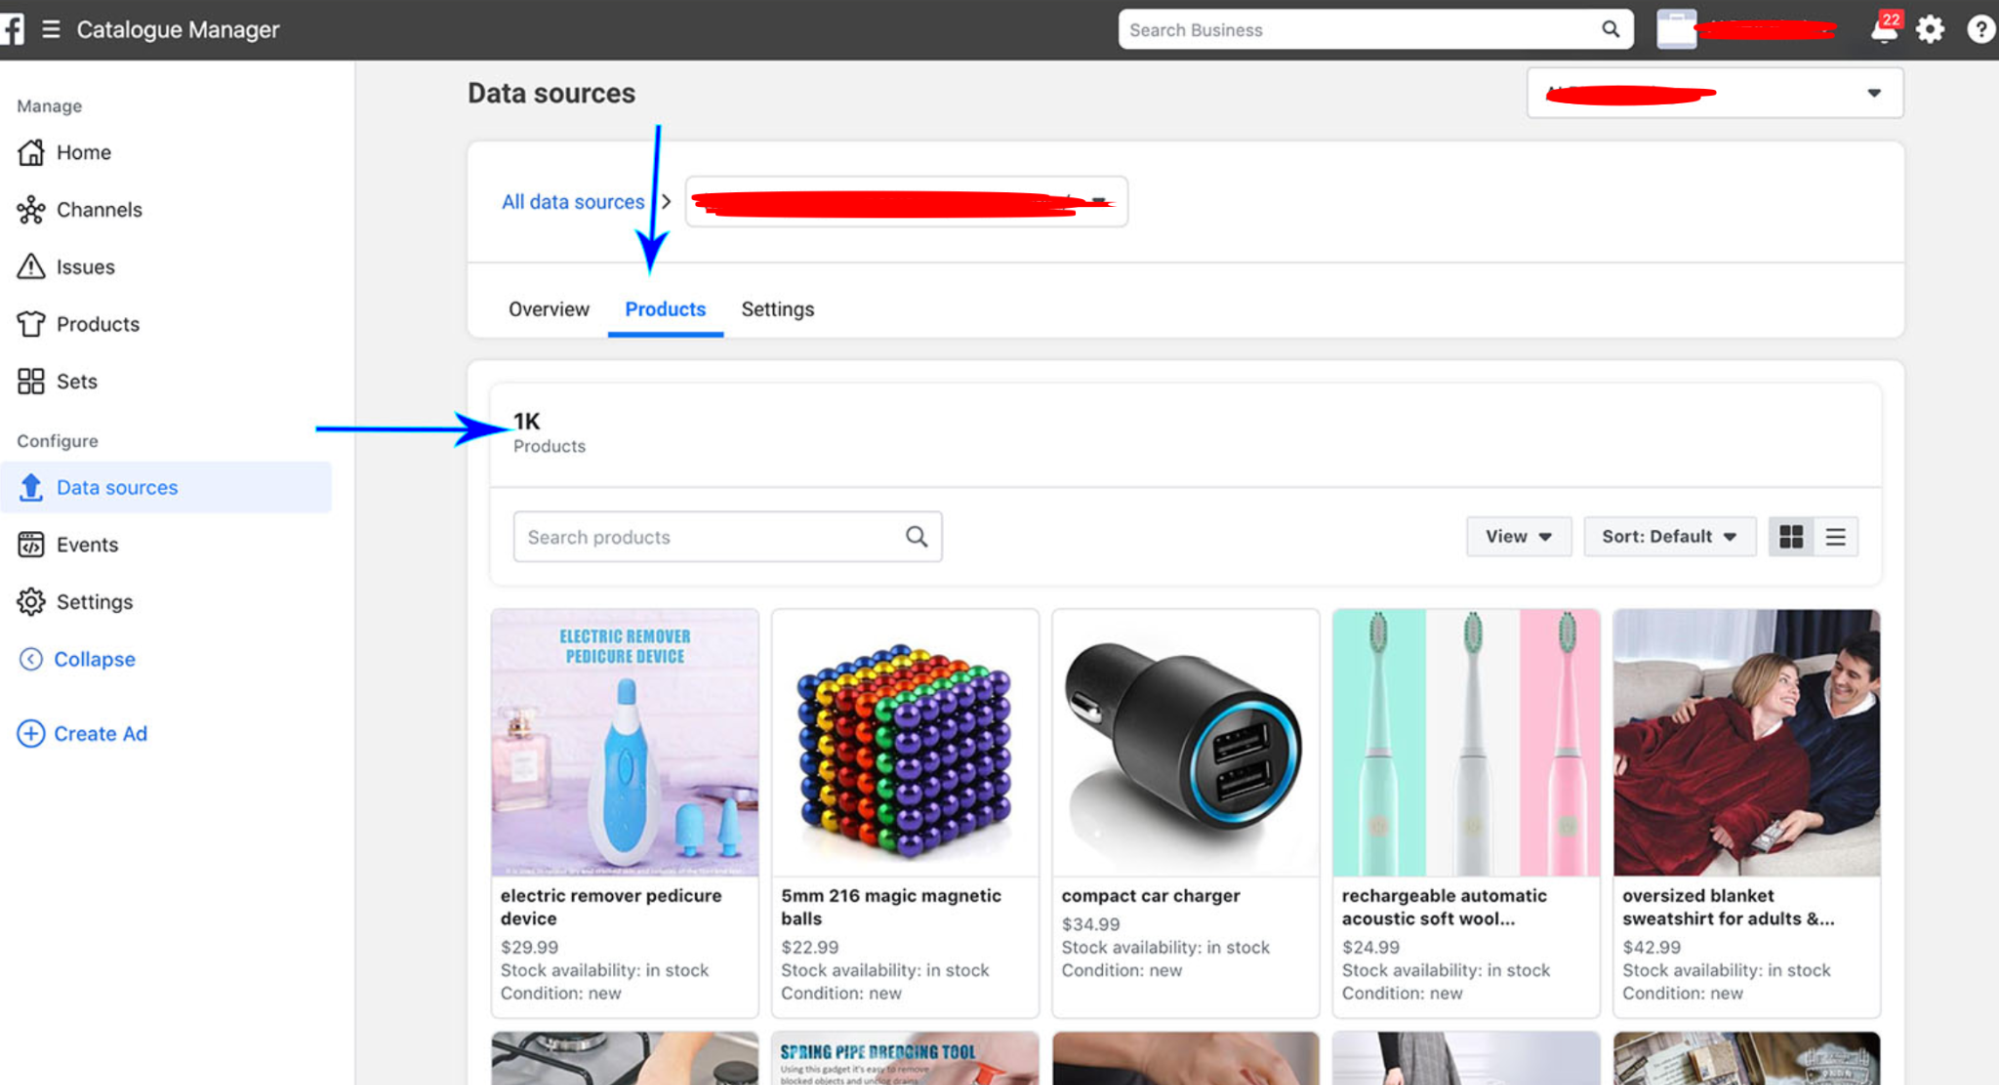 Catalogue Manager
Search Business
22
Manage
Home
Channels
Issues
Products
Sets
Configure
Data sources
Events
Settings
Collapse
Create Ad
Data sources
All data sources
Overview
Products
Settings
1K
Products
Search products
View
Sort: Default
ELECTRIC REMOVER
PEDICURE DEVICE
electric remover pedicure
device
$29.99
Stock availability: in stock
Condition: new
5mm 216 magic magnetic
balls
$22.99
Stock availability: in stock
Condition: new
compact car charger
$34.99
Stock availability: in stock
Condition: new
rechargeable automatic
acoustic soft wool...
$24.99
Stock availability: in stock
Condition: new
oversized blanket
sweatshirt for adults &...
$42.99
Stock availability: in stock
Condition: new
SPRING PIPE DREDGING TOOL
Using this gadget it's easy to remove
blocked objects and unclog drains